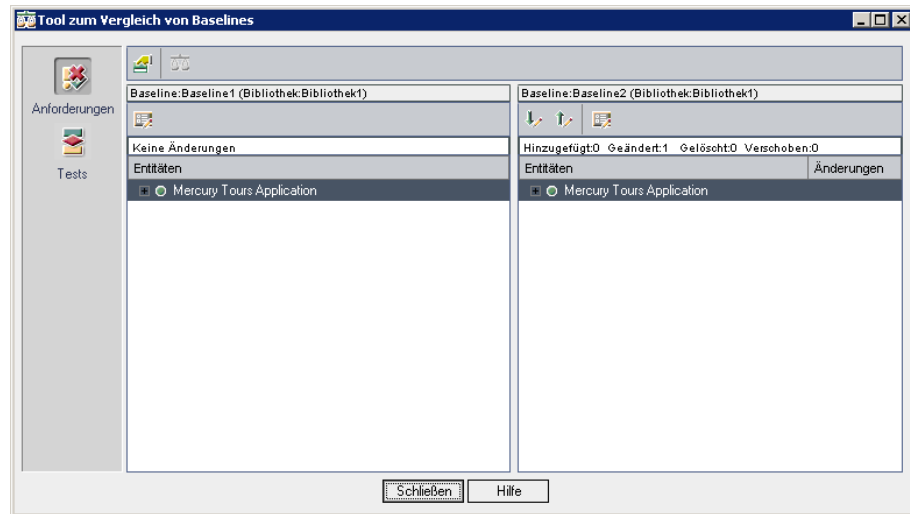 Tool zum Vergleich von Baselines
Anforderungen
Tests
Baseline:Baseline1 (Bibliothek:Bibliothek1)
Keine Änderungen
Entitäten
Mercury Tours Application
Baseline:Baseline2 (Bibliothek:Bibliothek1)
Hinzugefügt:0 Geändert:1 Gelöscht:0 Verschoben:0
Entitäten Änderungen
Mercury Tours Application
Schließen Hilfe